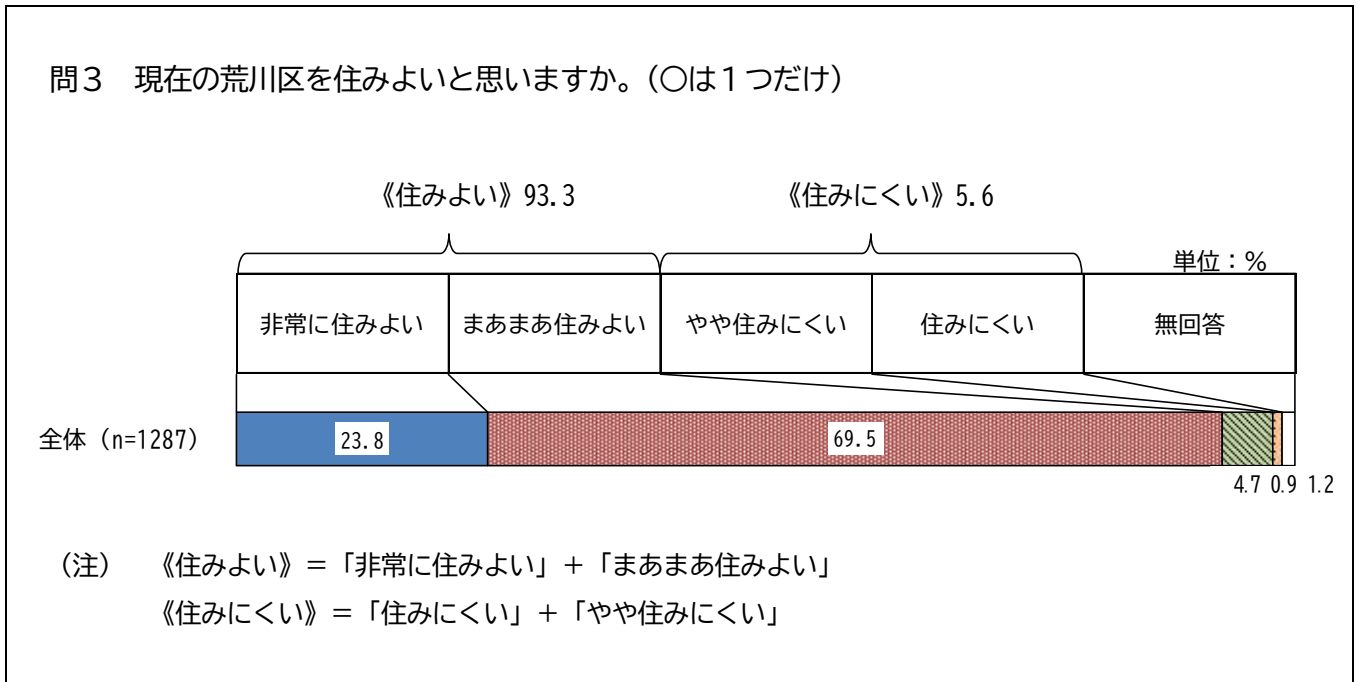 問3　現在の荒川区を住みよいと思いますか。（○は１つだけ）
《住みよい》93.3　《住みにくい》5.6
単位：％
非常に住みよい　まあまあ住みよい　やや住みにくい　住みにくい　無回答
全体（n=1287）　23.8　69.5
4.7 0.9 1.2
（注）　《住みよい》＝「非常に住みよい」＋「まあまあ住みよい」
《住みにくい》＝「住みにくい」＋「やや住みにくい」